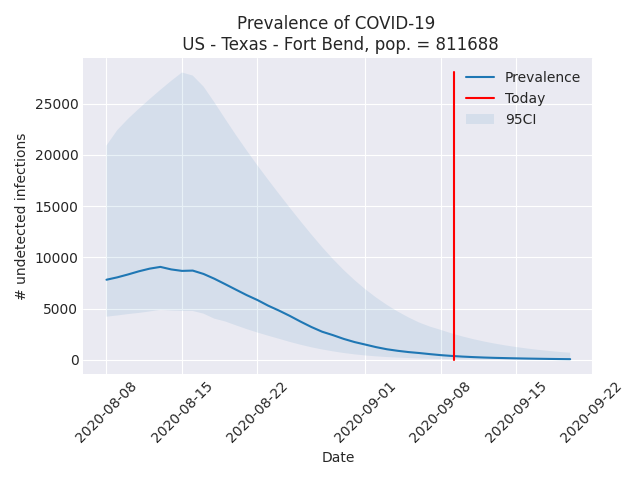 Prevalence of COVID-19
US - Texas - Fort Bend, pop. = 811688
Prevalence
Today
95CI
# undetected infections
25000
20000
15000
10000
5000
0
2020-08-08
2020-08-15
2020-08-22
2020-09-01
2020-09-08
2020-09-15
2020-09-22
Date